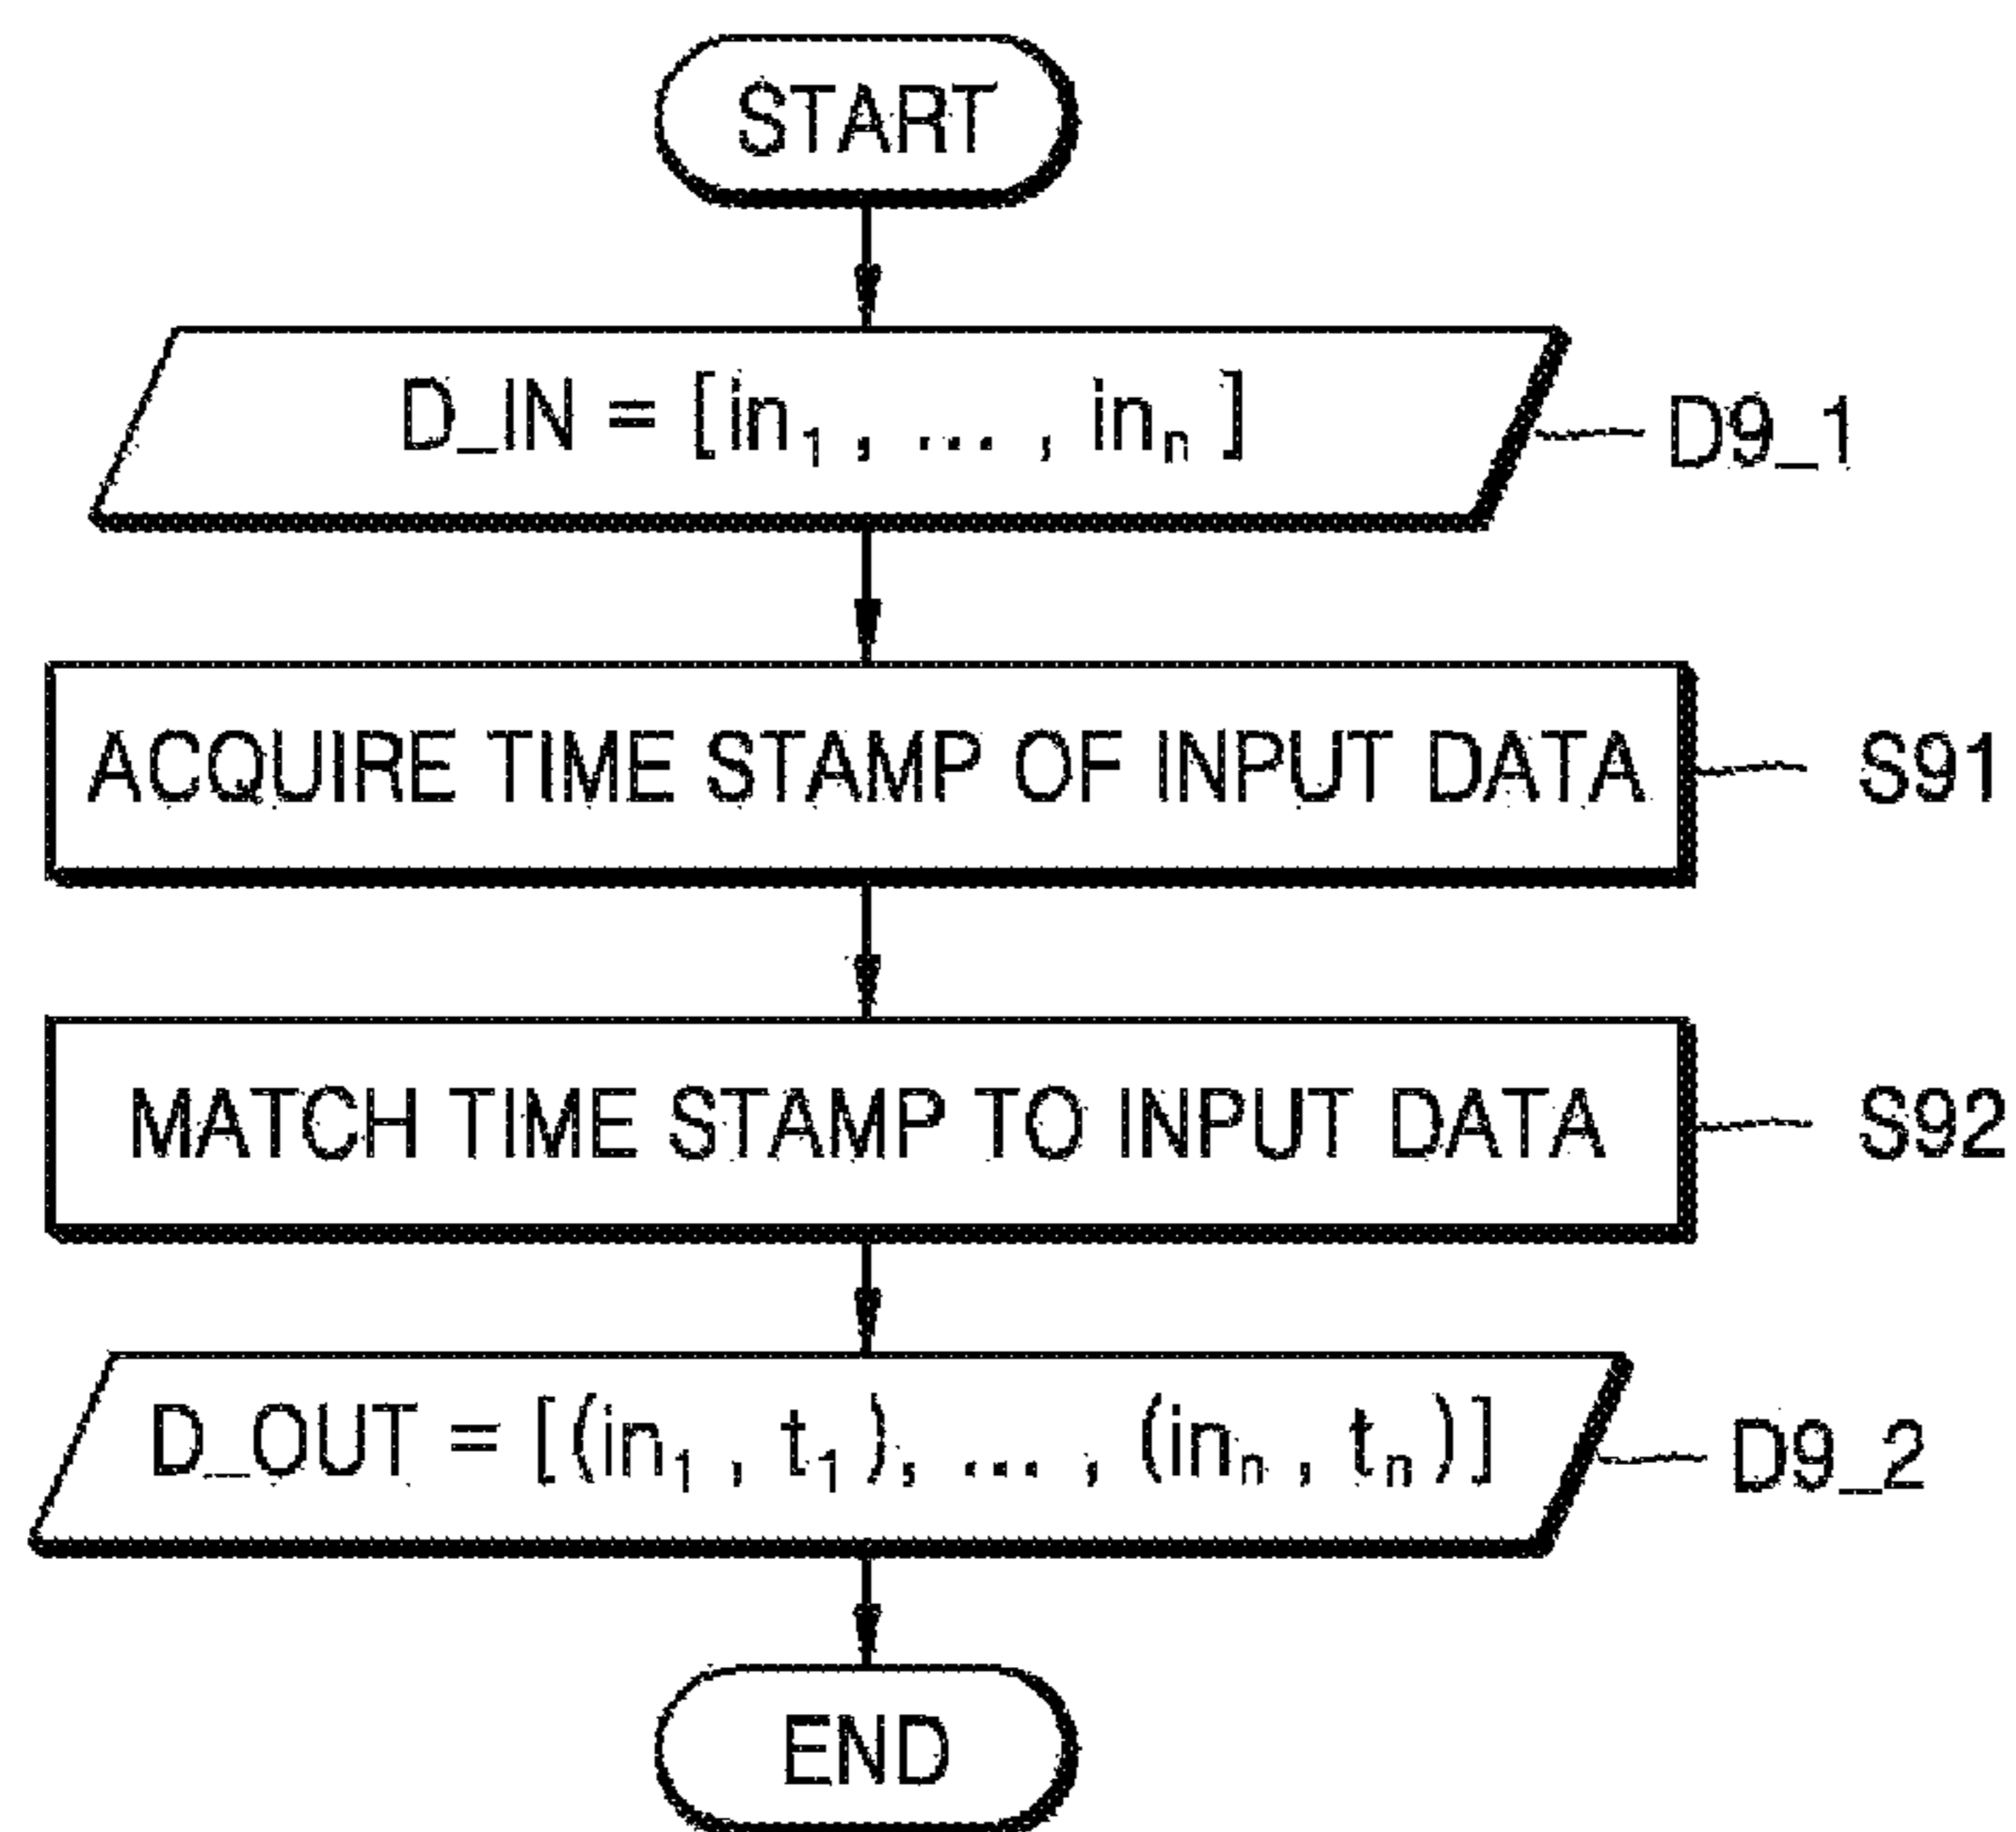 START
D_IN = [in₁ , ... , inₙ ]
D9_1
ACQUIRE TIME STAMP OF INPUT DATA
S91
MATCH TIME STAMP TO INPUT DATA
S92
D_OUT = [(in₁ , t₁), ... , (inₙ , tₙ)]
D9_2
END